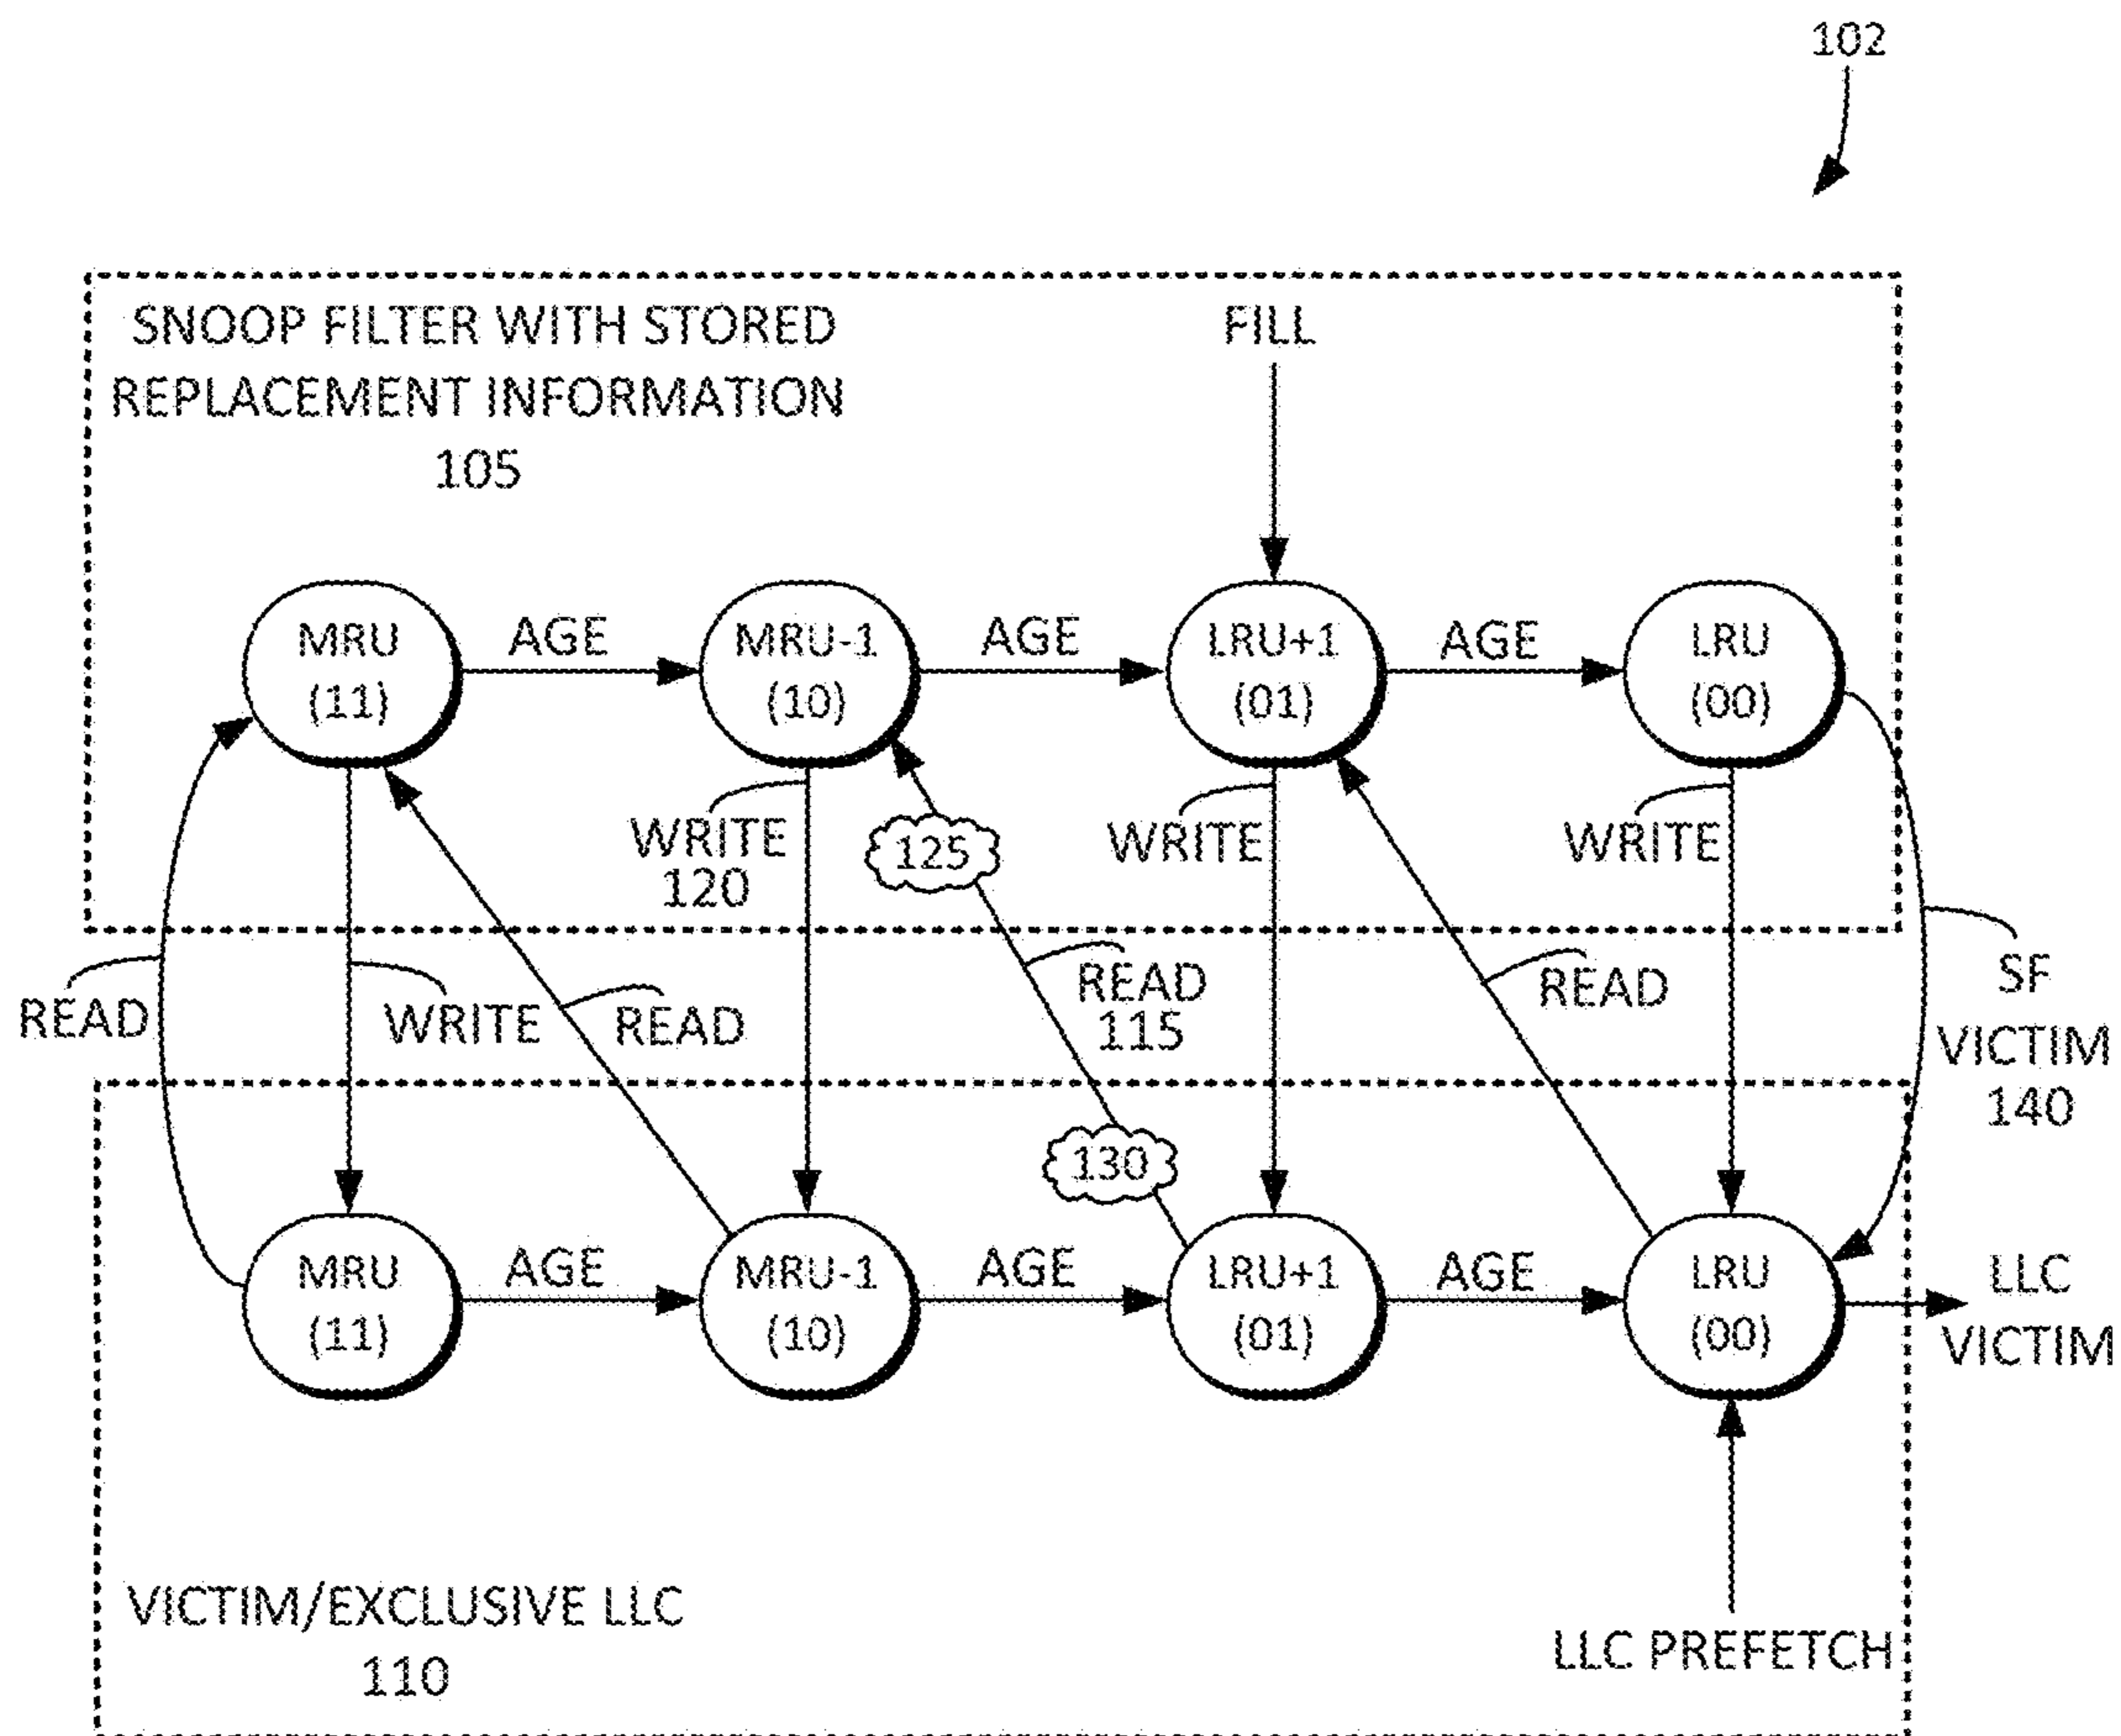 102
SNOOP FILTER WITH STORED
REPLACEMENT INFORMATION
105
FILL
MRU
(11)
AGE
MRU-1
(10)
AGE
LRU+1
(01)
AGE
LRU
(00)
WRITE
120
125
WRITE
WRITE
READ
WRITE
READ
READ
115
READ
SF
VICTIM
140
130
MRU
(11)
AGE
MRU-1
(10)
AGE
LRU+1
(01)
AGE
LRU
(00)
LLC
VICTIM
VICTIM/EXCLUSIVE LLC
110
LLC PREFETCH